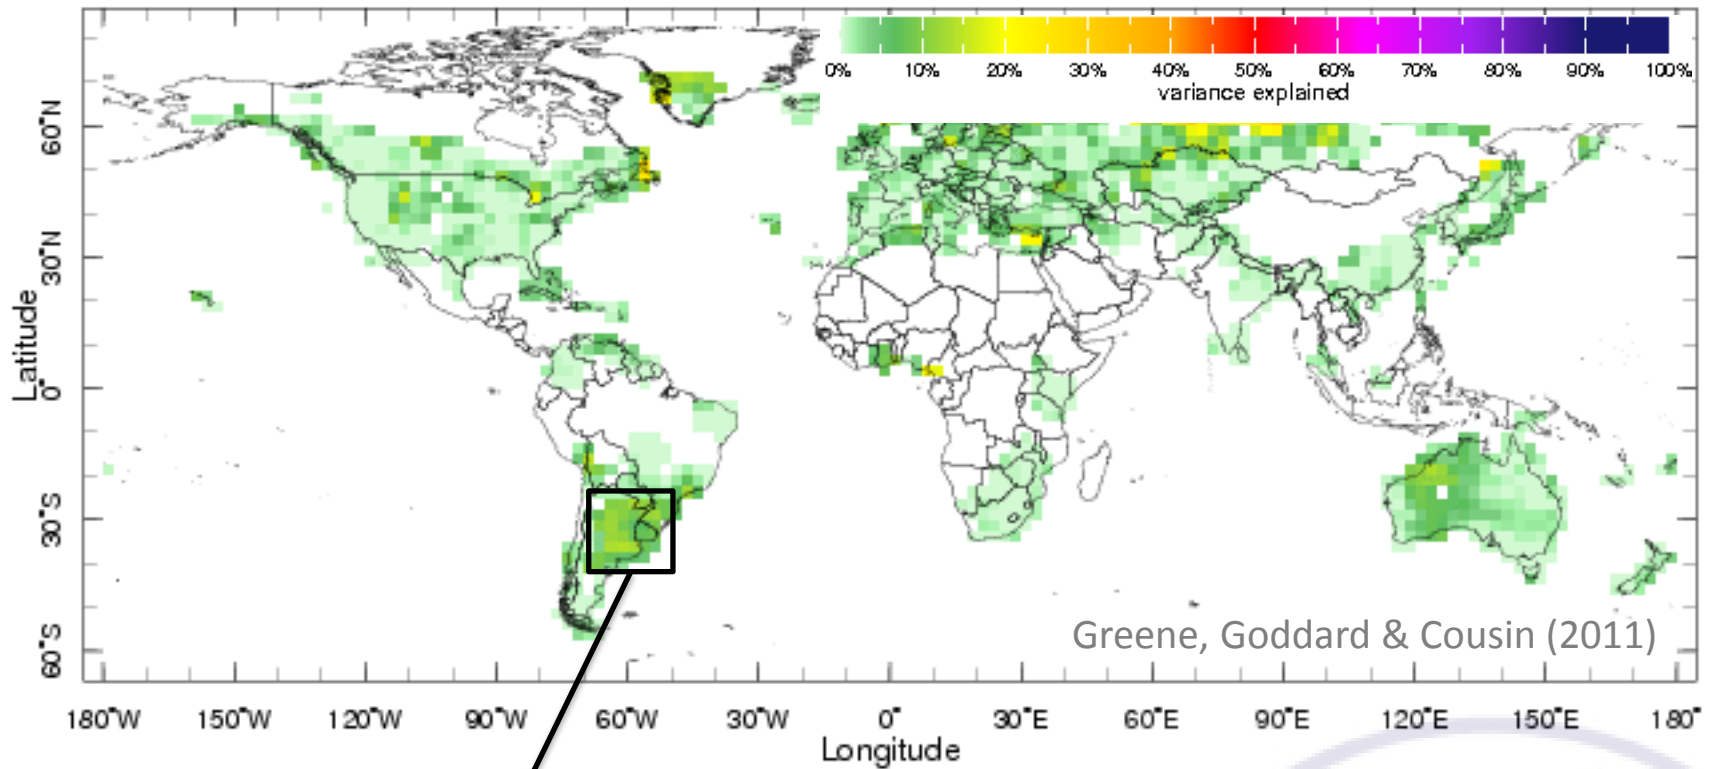 0% 10% 20% 30% 40% 50% 60% 70% 80% 90% 100%
variance explained
60°N
30°N
0°
30°S
60°S
Latitude
Greene, Goddard & Cousin (2011)
180°W 150°W 120°W 90°W 60°W 30°W 0° 30°E 60°E 90°E 120°E 150°E 180°
Longitude